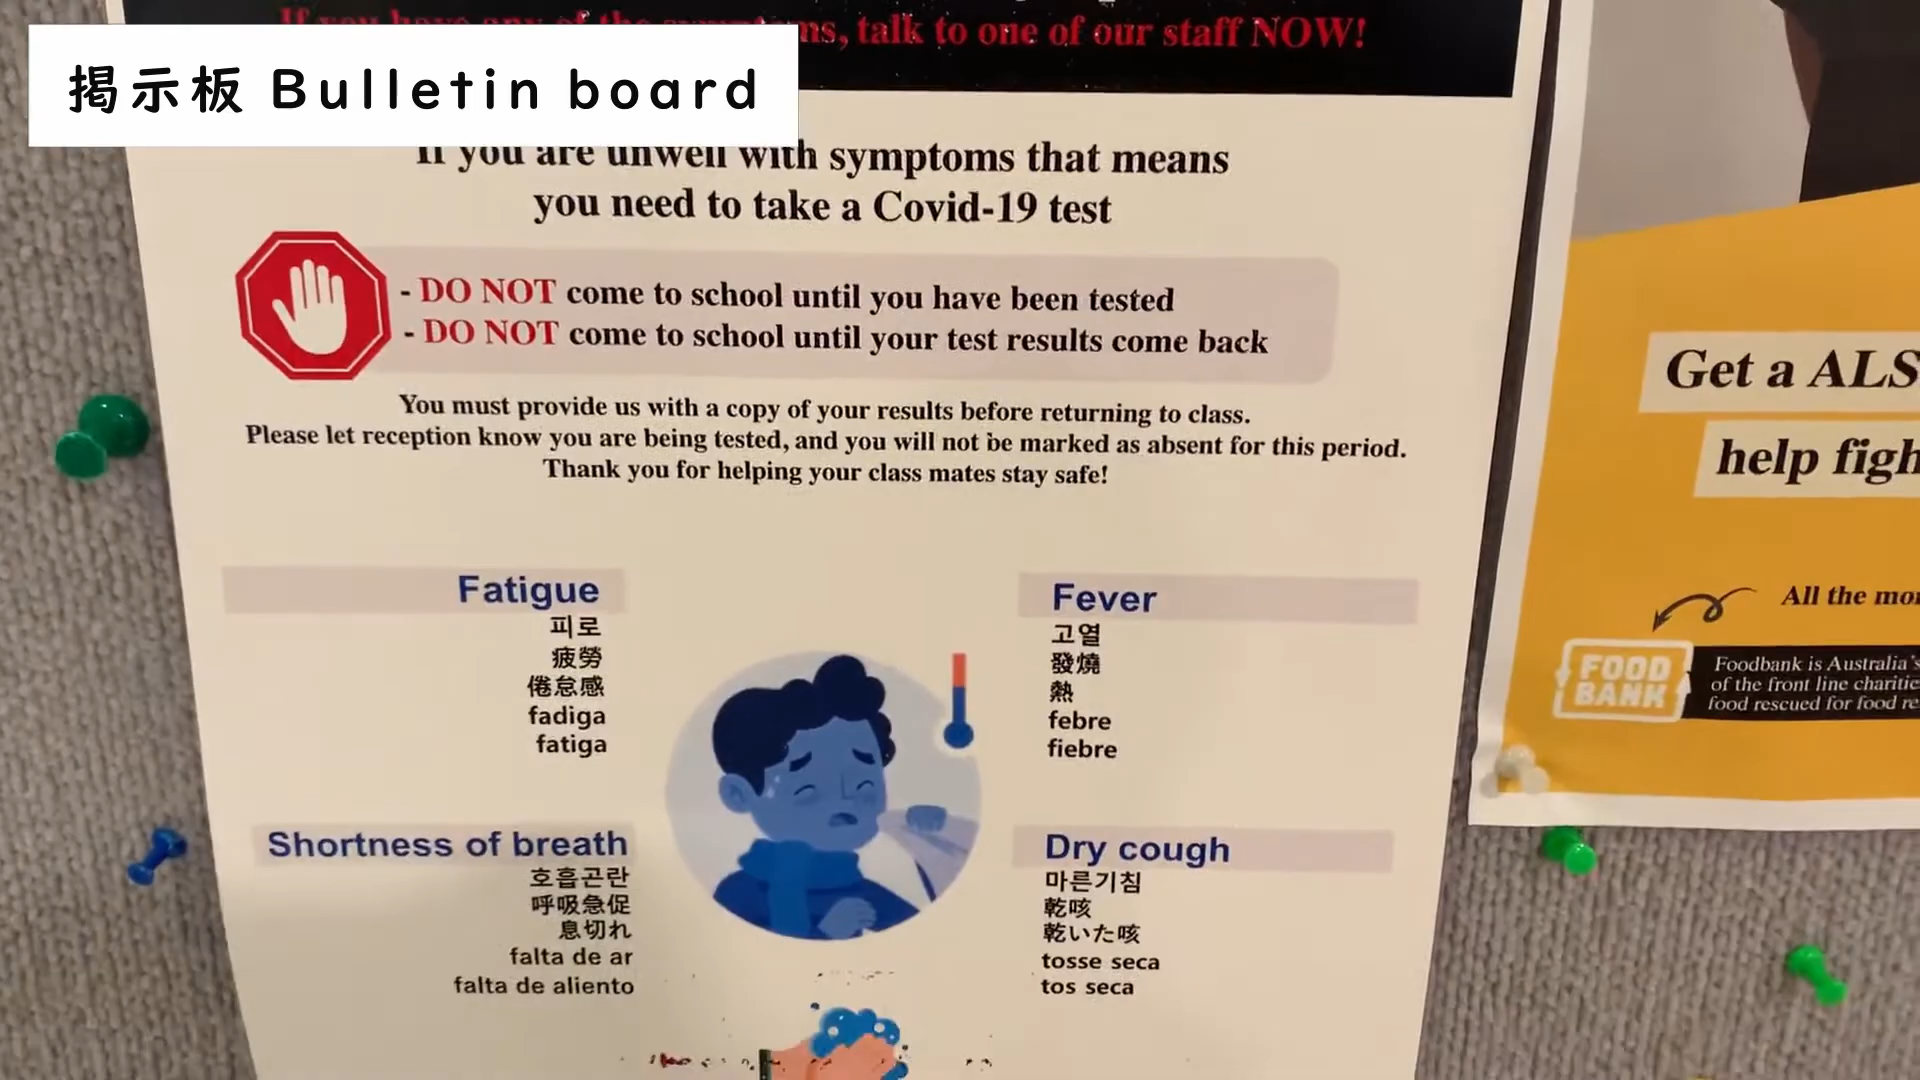 If you have any of the symptoms, talk to one of our staff NOW!
掲示板 Bulletin board
If you are unwell with symptoms that means
you need to take a Covid-19 test
- DO NOT come to school until you have been tested
- DO NOT come to school until your test results come back
You must provide us with a copy of your results before returning to class.
Please let reception know you are being tested, and you will not be marked as absent for this period.
Thank you for helping your class mates stay safe!
Fatigue
피로
疲勞
倦怠感
fadiga
fatiga
Fever
고열
發燒
熱
febre
fiebre
Shortness of breath
호흡곤란
呼吸急促
息切れ
falta de ar
falta de aliento
Dry cough
마른기침
乾咳
乾いた咳
tosse seca
tos seca
Get a ALS
help figh
All the mo
FOOD
BANK
Foodbank is Australia's
of the front line charitie
food rescued for food re